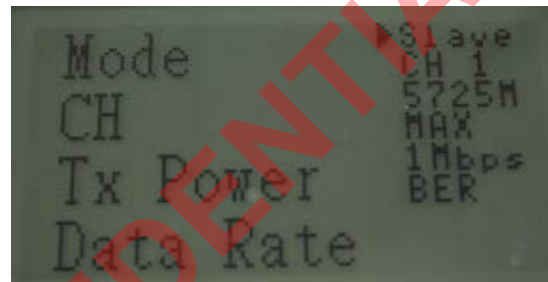 Mode
CH
Tx Power
Data Rate
▶Slave
CH 1
5725M
MAX
1Mbps
BER